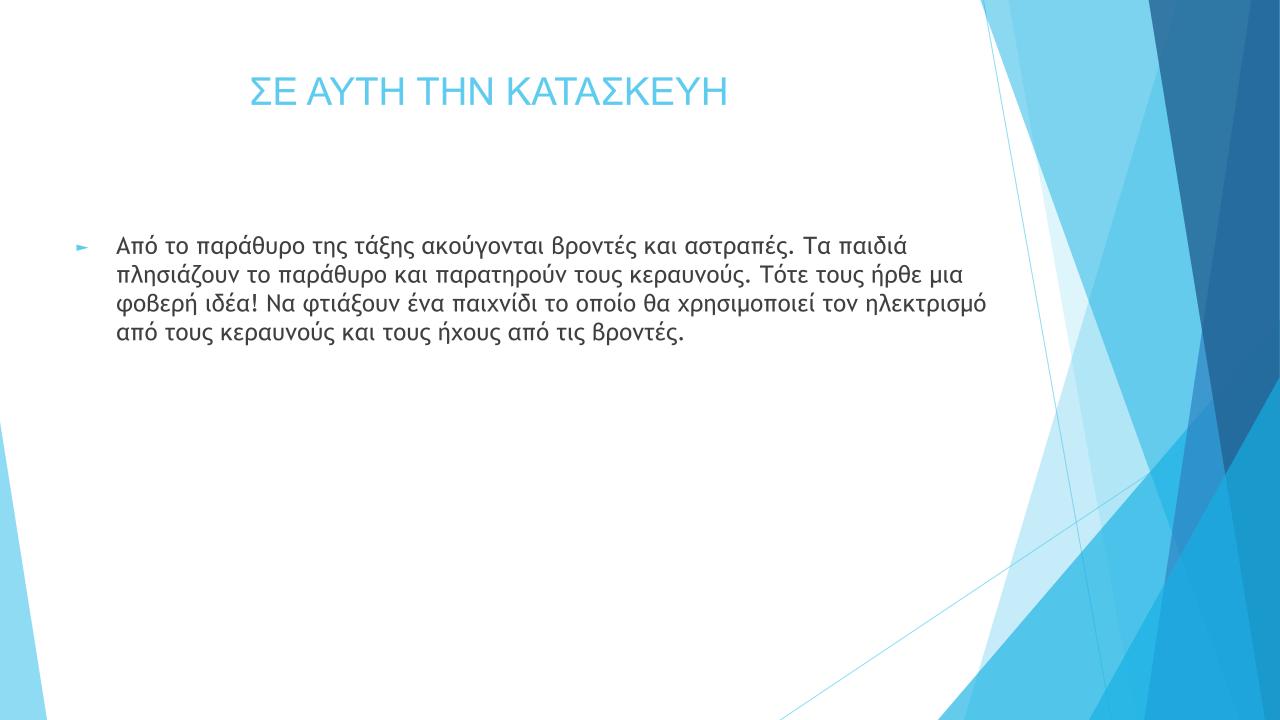 ΣΕ ΑΥΤΗ ΤΗΝ ΚΑΤΑΣΚΕΥΗ
► Από το παράθυρο της τάξης ακούγονται βροντές και αστραπές. Τα παιδιά
πλησιάζουν το παράθυρο και παρατηρούν τους κεραυνούς. Τότε τους ήρθε μια
φοβερή ιδέα! Να φτιάξουν ένα παιχνίδι το οποίο θα χρησιμοποιεί τον ηλεκτρισμό
από τους κεραυνούς και τους ήχους από τις βροντές.